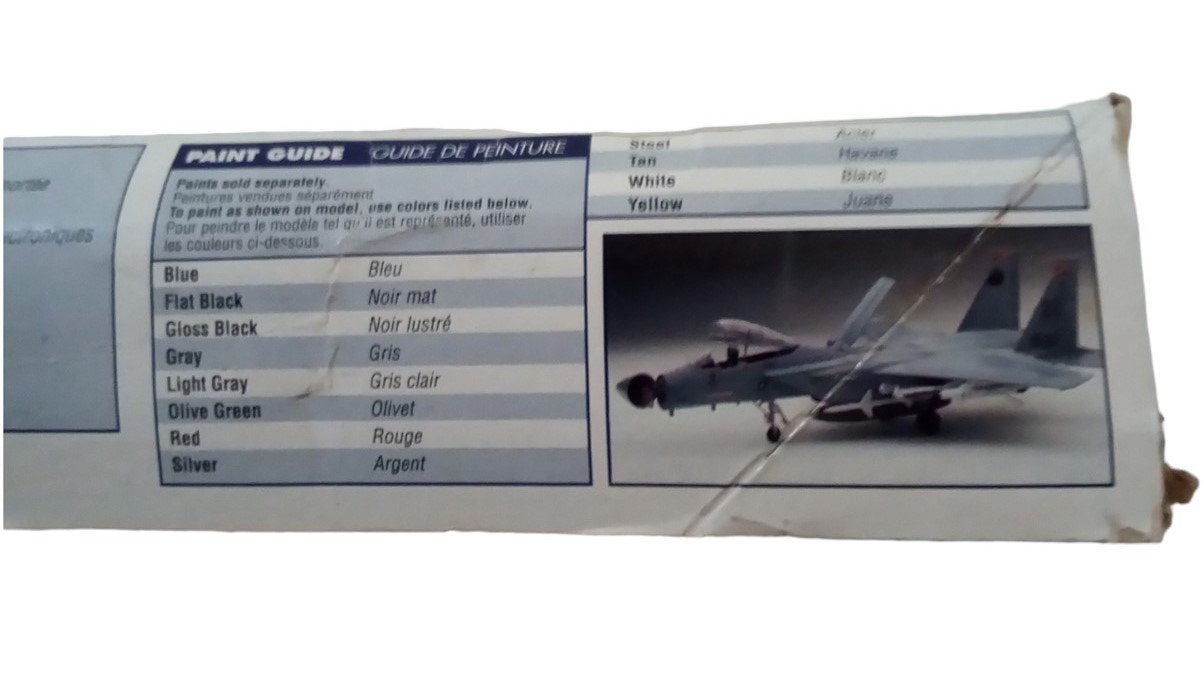 PAINT GUIDE GUIDE DE PEINTURE
Paints sold separately.
Peintures vendues séparément
To paint as shown on model, use colors listed below.
Pour peindre le modèle tel qu'il est représenté, utiliser
les couleurs ci-dessous.
Blue Bleu
Flat Black Noir mat
Gloss Black Noir lustré
Gray Gris
Light Gray Gris clair
Olive Green Olivet
Red Rouge
Silver Argent
Steel Acier
Tan Havane
White Blanc
Yellow Juane